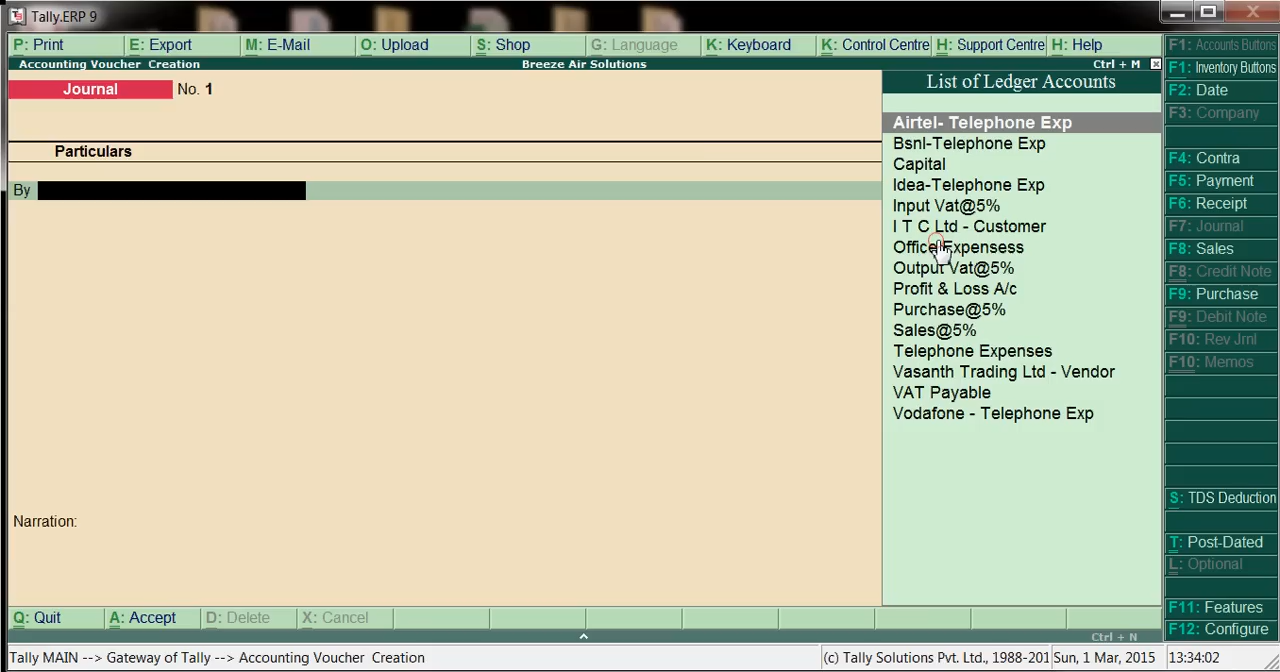 Tally.ERP 9
P: Print E: Export M: E-Mail O: Upload S: Shop G: Language K: Keyboard K: Control Centre H: Support Centre H: Help
Accounting Voucher Creation Breeze Air Solutions Ctrl + M
Journal No. 1
Particulars
By
Narration:
List of Ledger Accounts
Airtel- Telephone Exp
Bsnl-Telephone Exp
Capital
Idea-Telephone Exp
Input Vat@5%
I T C Ltd - Customer
Office Expensess
Output Vat@5%
Profit & Loss A/c
Purchase@5%
Sales@5%
Telephone Expenses
Vasanth Trading Ltd - Vendor
VAT Payable
Vodafone - Telephone Exp
F1: Accounts Buttons
F1: Inventory Buttons
F2: Date
F3: Company
F4: Contra
F5: Payment
F6: Receipt
F7: Journal
F8: Sales
F8: Credit Note
F9: Purchase
F9: Debit Note
F10: Rev Jrnl
F10: Memos
S: TDS Deduction
T: Post-Dated
L: Optional
F11: Features
F12: Configure
Q: Quit A: Accept D: Delete X: Cancel
Ctrl + N
Tally MAIN --> Gateway of Tally --> Accounting Voucher Creation (c) Tally Solutions Pvt. Ltd., 1988-201 Sun, 1 Mar, 2015 13:34:02